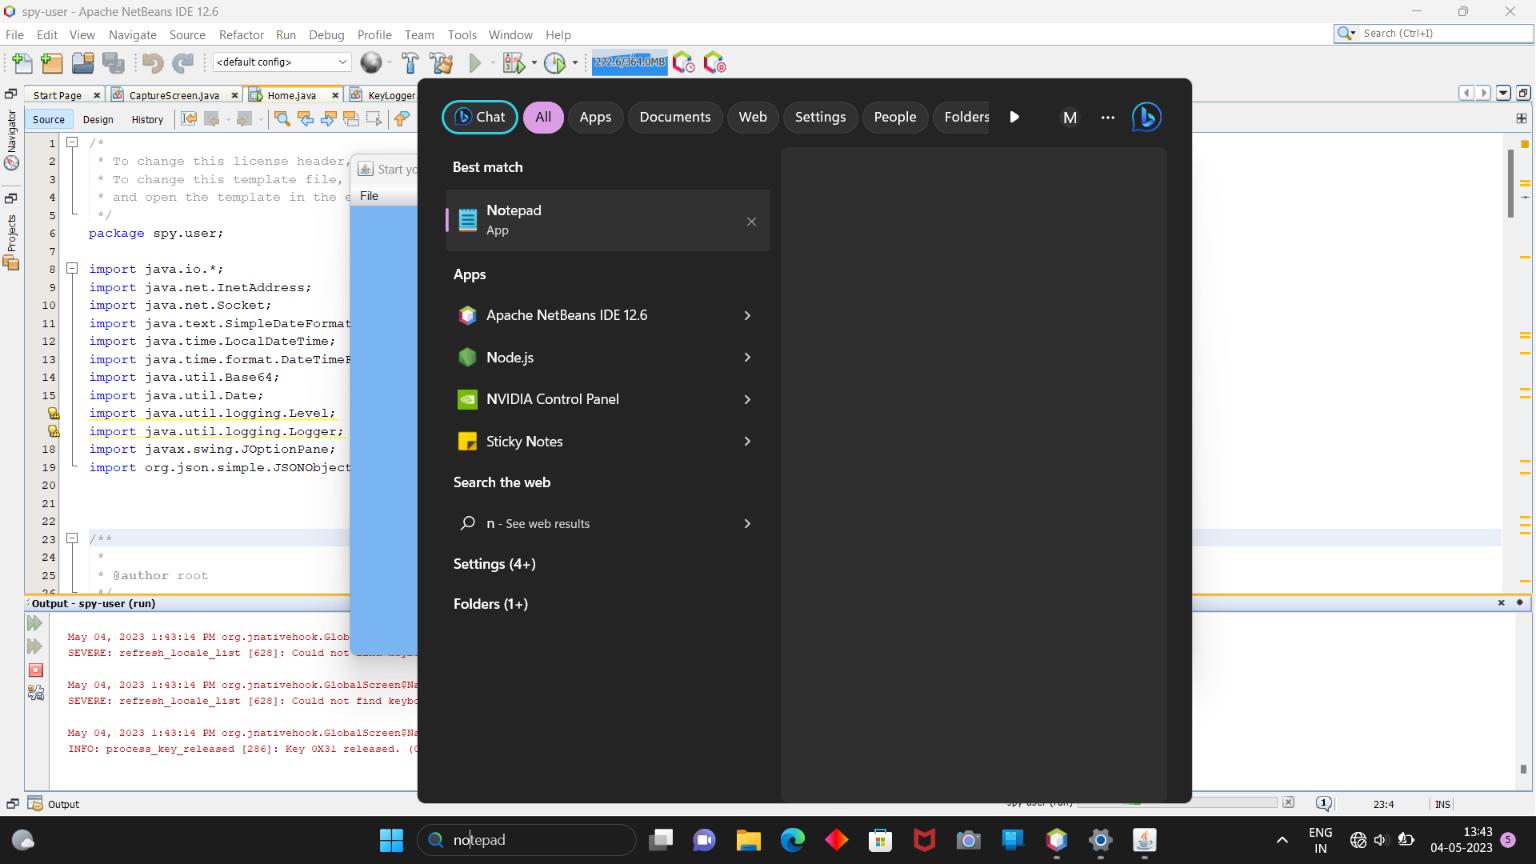 spy-user - Apache NetBeans IDE 12.6
File Edit View Navigate Source Refactor Run Debug Profile Team Tools Window Help
Search (Ctrl+I)
<default config>
272.6/364.0MB
Start Page
CaptureScreen.java
Home.java
KeyLogger
Source
Design
History
Navigator
Projects
1 /*
2 * To change this license header,
3 * To change this template file,
4 * and open the template in the e
5 */
6 package spy.user;
7
8 import java.io.*;
9 import java.net.InetAddress;
10 import java.net.Socket;
11 import java.text.SimpleDateFormat
12 import java.time.LocalDateTime;
13 import java.time.format.DateTimeF
14 import java.util.Base64;
15 import java.util.Date;
import java.util.logging.Level;
import java.util.logging.Logger;
18 import javax.swing.JOptionPane;
19 import org.json.simple.JSONObject
20
21
22
23 /**
24 *
25 * @author root
26 */
Start yo
File
Chat
All
Apps
Documents
Web
Settings
People
Folders
M
Best match
Notepad
App
Apps
Apache NetBeans IDE 12.6
Node.js
NVIDIA Control Panel
Sticky Notes
Search the web
n - See web results
Settings (4+)
Folders (1+)
Output - spy-user (run)
May 04, 2023 1:43:14 PM org.jnativehook.Glob
SEVERE: refresh_locale_list [628]: Could not
May 04, 2023 1:43:14 PM org.jnativehook.GlobalScreen$Na
SEVERE: refresh_locale_list [628]: Could not find keybo
May 04, 2023 1:43:14 PM org.jnativehook.GlobalScreen$Na
INFO: process_key_released [286]: Key 0X31 released. (
Output
spy-user (run)
1
23:4
INS
notepad
ENG
IN
13:43
04-05-2023
5